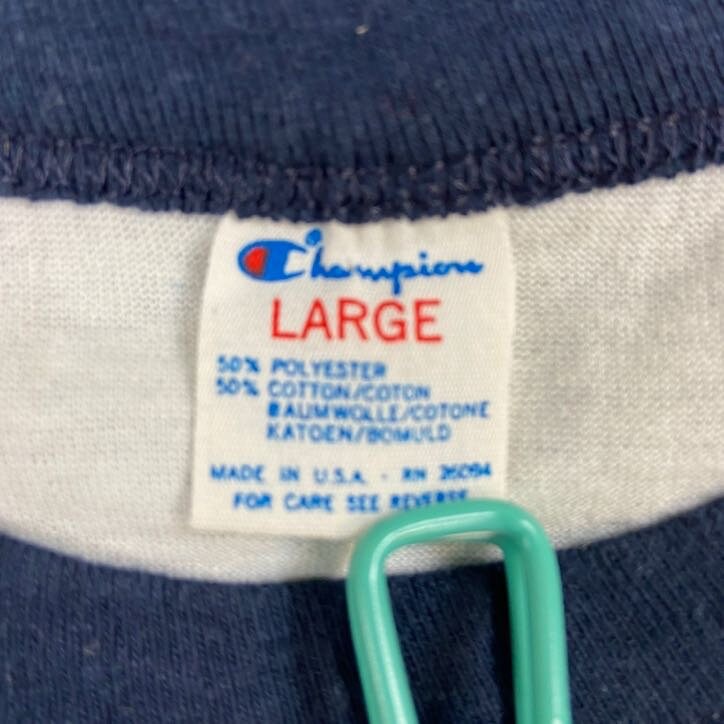 Champion
LARGE
50% POLYESTER
50% COTTON/COTON
BAUMWOLLE/COTONE
KATOEN/BOMULD
MADE IN U.S.A. - RN 26094
FOR CARE SEE REVERSE